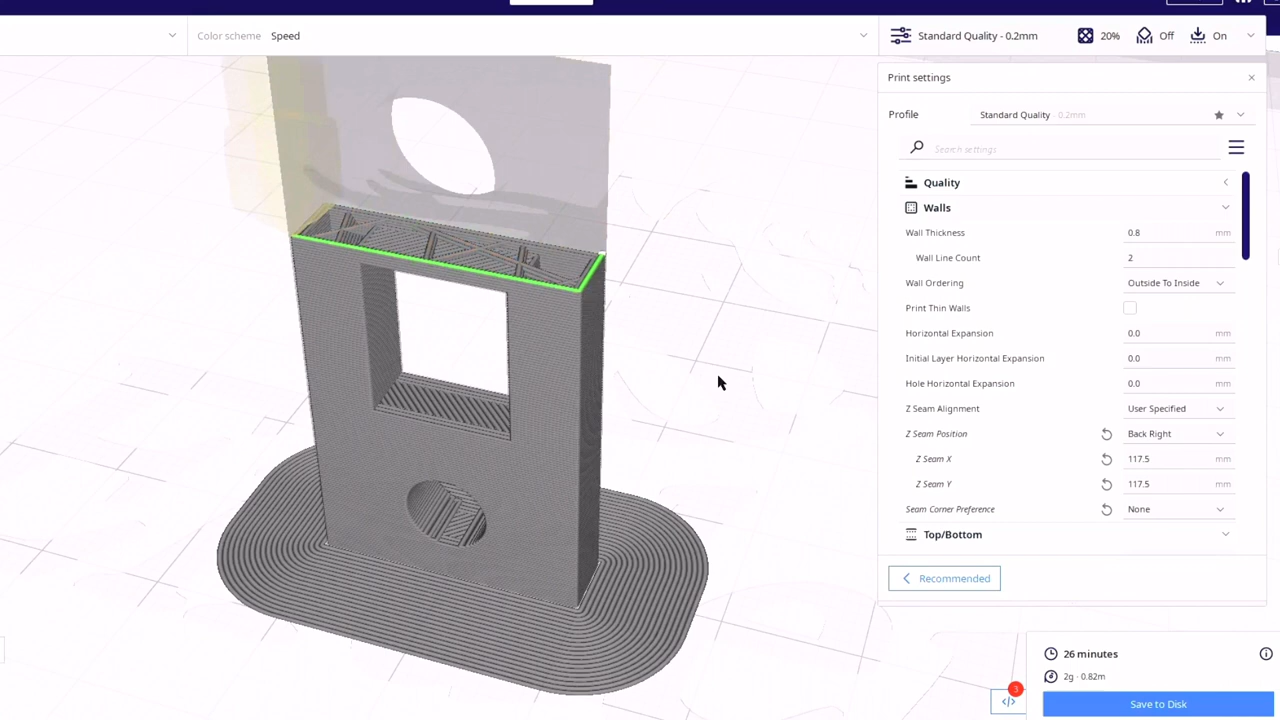 Color scheme Speed
Standard Quality - 0.2mm 20% Off On
Print settings
Profile Standard Quality - 0.2mm
Search settings
Quality
Walls
Wall Thickness 0.8 mm
Wall Line Count 2
Wall Ordering Outside To Inside
Print Thin Walls
Horizontal Expansion 0.0 mm
Initial Layer Horizontal Expansion 0.0 mm
Hole Horizontal Expansion 0.0 mm
Z Seam Alignment User Specified
Z Seam Position Back Right
Z Seam X 117.5 mm
Z Seam Y 117.5 mm
Seam Corner Preference None
Top/Bottom
Recommended
26 minutes
2g · 0.82m
3
</>
Save to Disk